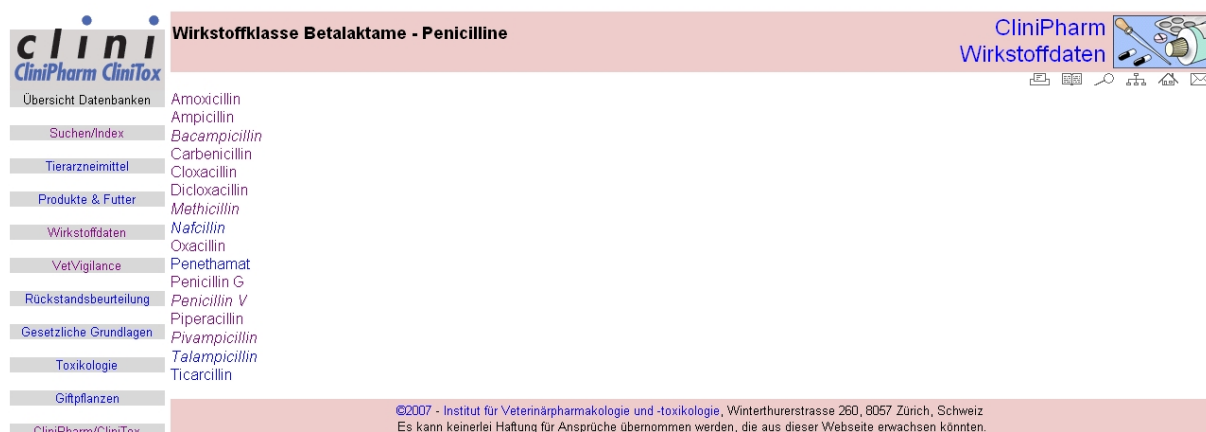 clini
CliniPharm CliniTox
Wirkstoffklasse Betalaktame - Penicilline
CliniPharm
Wirkstoffdaten
Übersicht Datenbanken
Suchen/Index
Tierarzneimittel
Produkte & Futter
Wirkstoffdaten
VetVigilance
Rückstandsbeurteilung
Gesetzliche Grundlagen
Toxikologie
Giftpflanzen
CliniPharm/CliniTox
Amoxicillin
Ampicillin
Bacampicillin
Carbenicillin
Cloxacillin
Dicloxacillin
Methicillin
Nafcillin
Oxacillin
Penethamat
Penicillin G
Penicillin V
Piperacillin
Pivampicillin
Talampicillin
Ticarcillin
©2007 - Institut für Veterinärpharmakologie und -toxikologie, Winterthurerstrasse 260, 8057 Zürich, Schweiz
Es kann keinerlei Haftung für Ansprüche übernommen werden, die aus dieser Webseite erwachsen könnten.